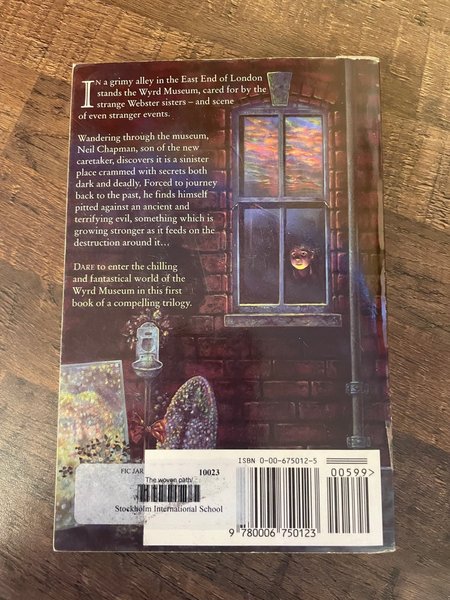 IN a grimy alley in the East End of London
stands the Wyrd Museum, cared for by the
strange Webster sisters – and scene
of even stranger events.
Wandering through the museum,
Neil Chapman, son of the new
caretaker, discovers it is a sinister
place crammed with secrets both
dark and deadly. Forced to journey
back to the past, he finds himself
pitted against an ancient and
terrifying evil, something which is
growing stronger as it feeds on the
destruction around it…
DARE to enter the chilling
and fantastical world of the
Wyrd Museum in this first
book of a compelling trilogy.
ISBN 0-00-675012-5
00599>
FIC JAR 10023
The woven path/
Stockholm International School
9 780006 750123